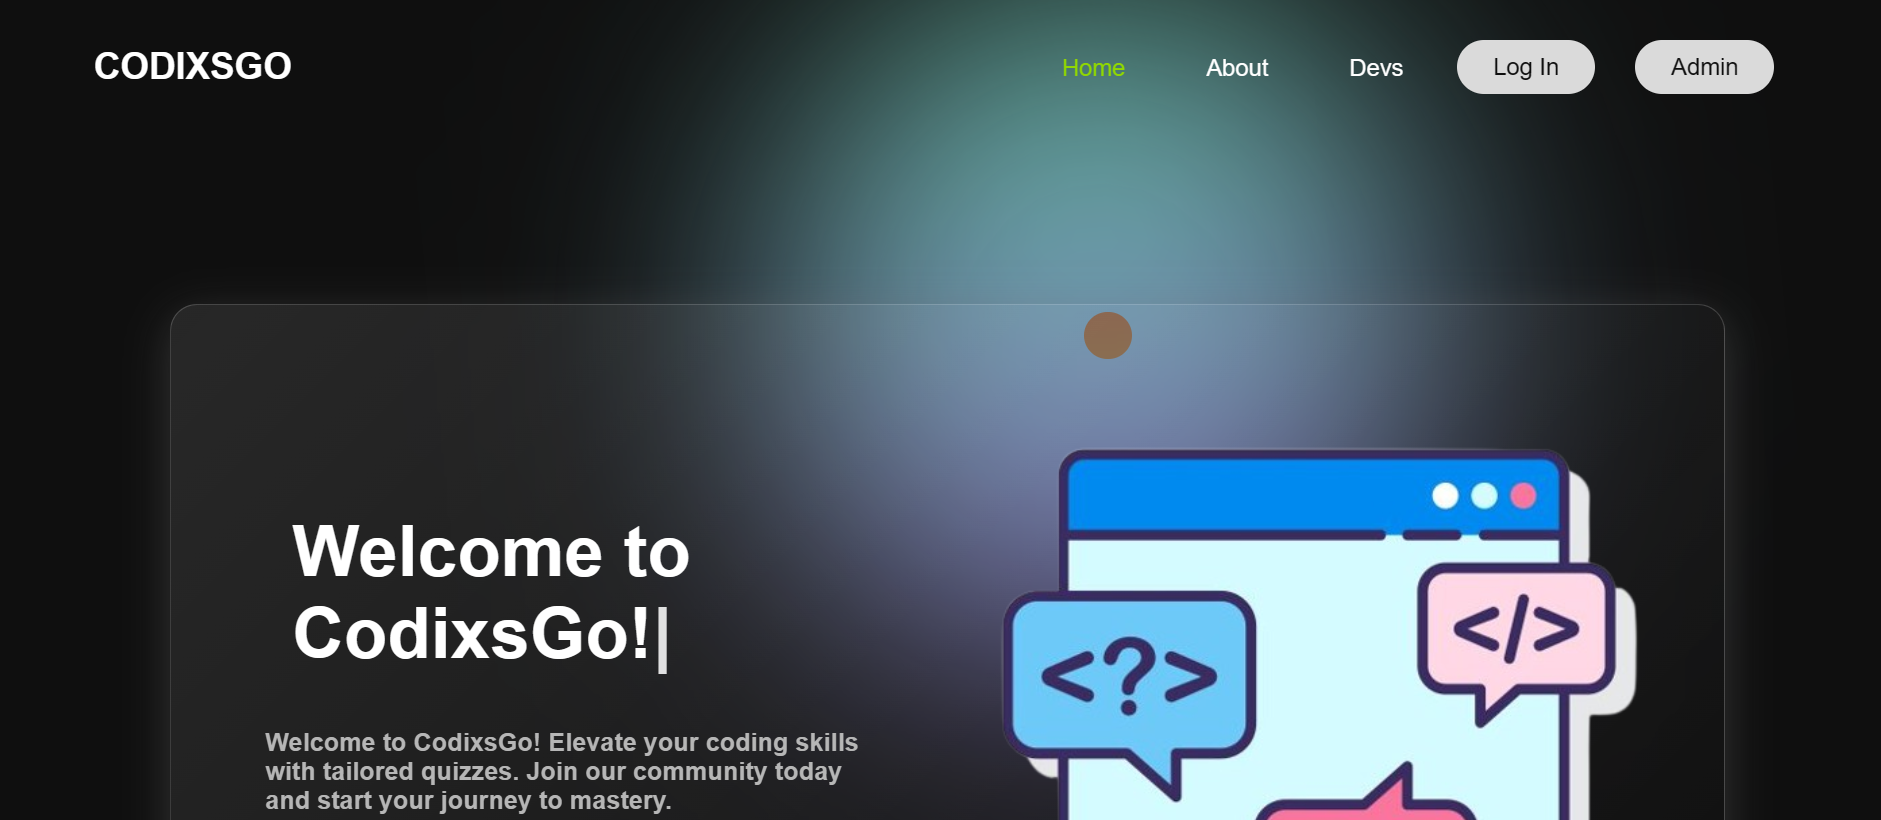 CODIXSGO
Home About Devs Log In Admin
Welcome to
CodixsGo!|
Welcome to CodixsGo! Elevate your coding skills
with tailored quizzes. Join our community today
and start your journey to mastery.
<?>
</>